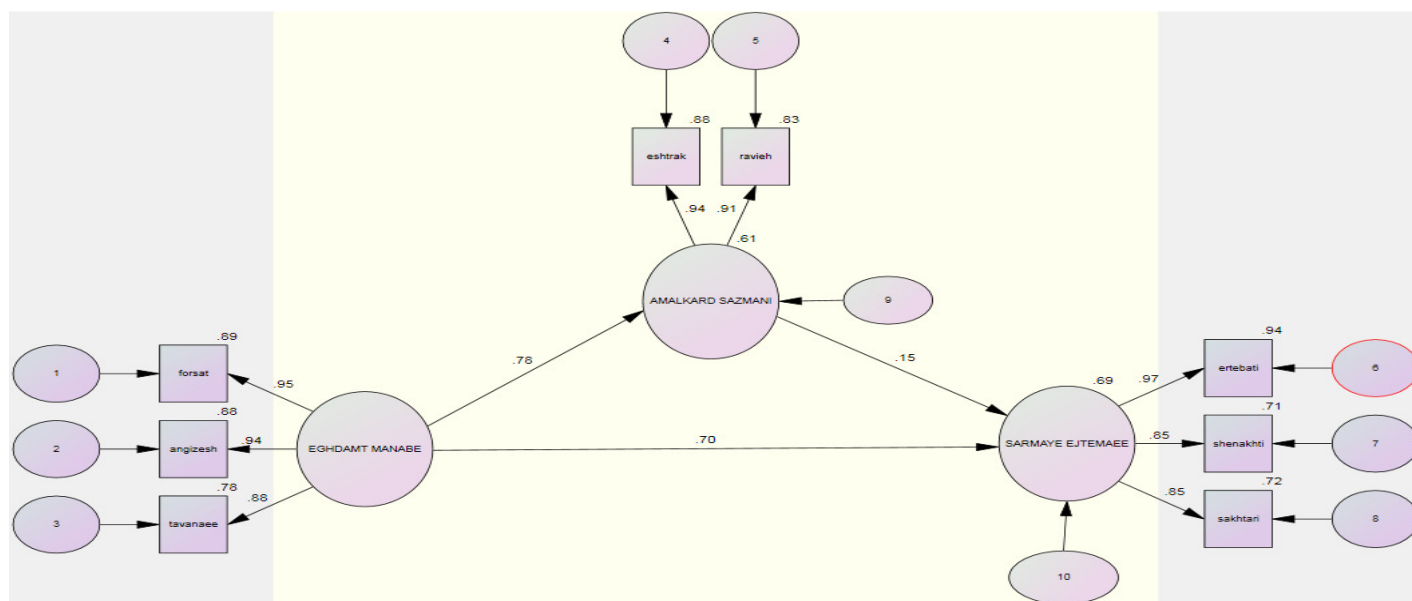 4
5
.88
.83
eshtrak
ravieh
.94
.91
.61
AMALKARD SAZMANI
9
.78
.15
.89
1
forsat
.95
.88
2
angizesh
.94
EGHDAMT MANABE
.78
3
tavanaee
.88
.70
.69
SARMAYE EJTEMAEE
10
.94
.97
ertebati
6
.71
.85
shenakhti
7
.72
.85
sakhtari
8